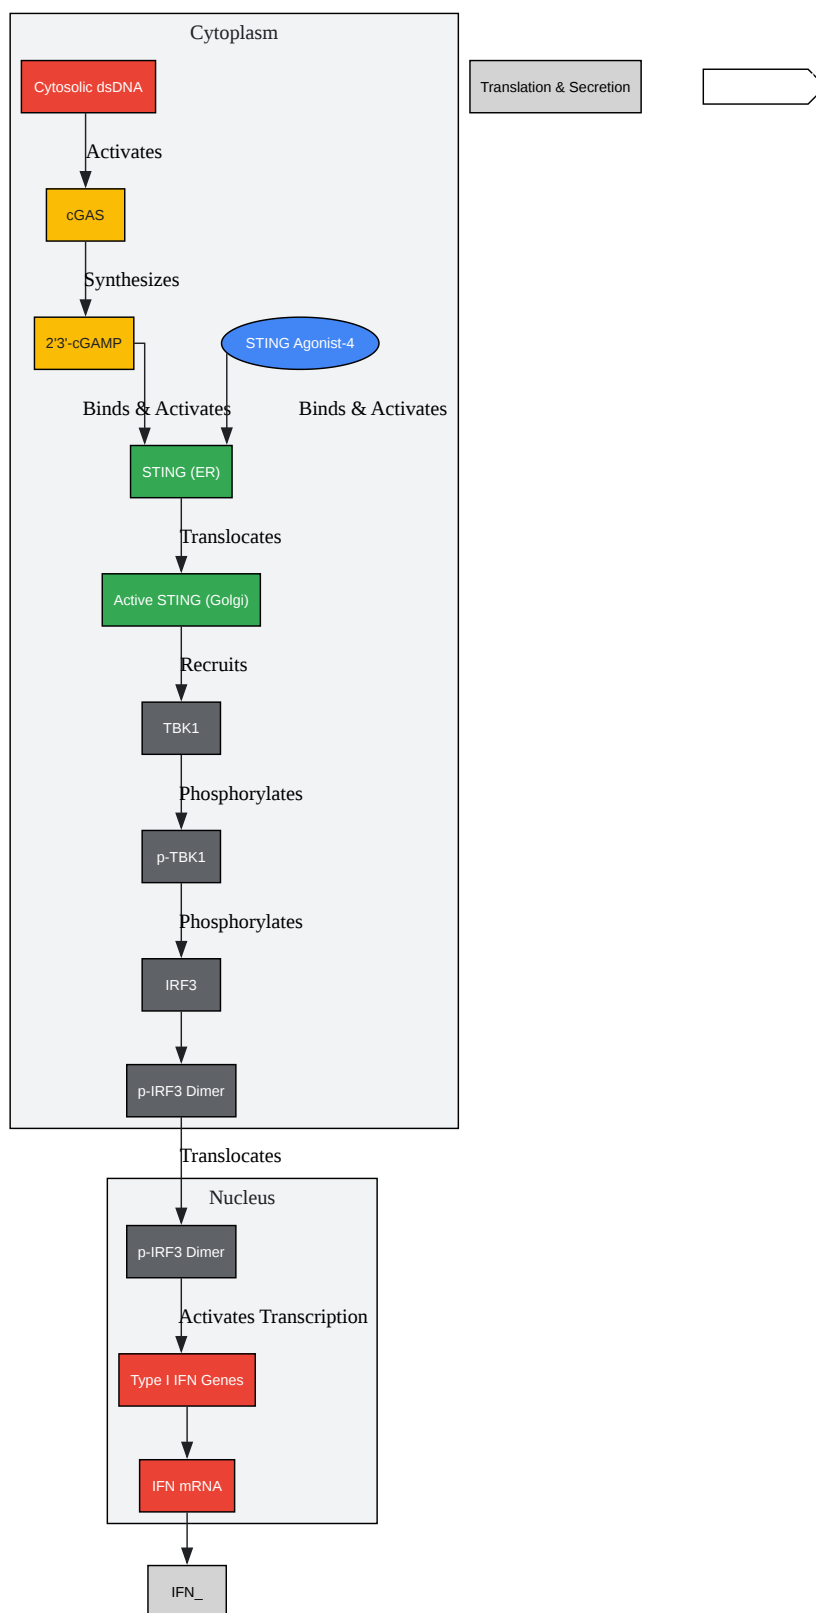 Cytoplasm
Cytosolic dsDNA
Translation & Secretion
Activates
cGAS
Synthesizes
2'3'-cGAMP
STING Agonist-4
Binds & Activates
Binds & Activates
STING (ER)
Translocates
Active STING (Golgi)
Recruits
TBK1
Phosphorylates
p-TBK1
Phosphorylates
IRF3
p-IRF3 Dimer
Translocates
Nucleus
p-IRF3 Dimer
Activates Transcription
Type I IFN Genes
IFN mRNA
IFN_